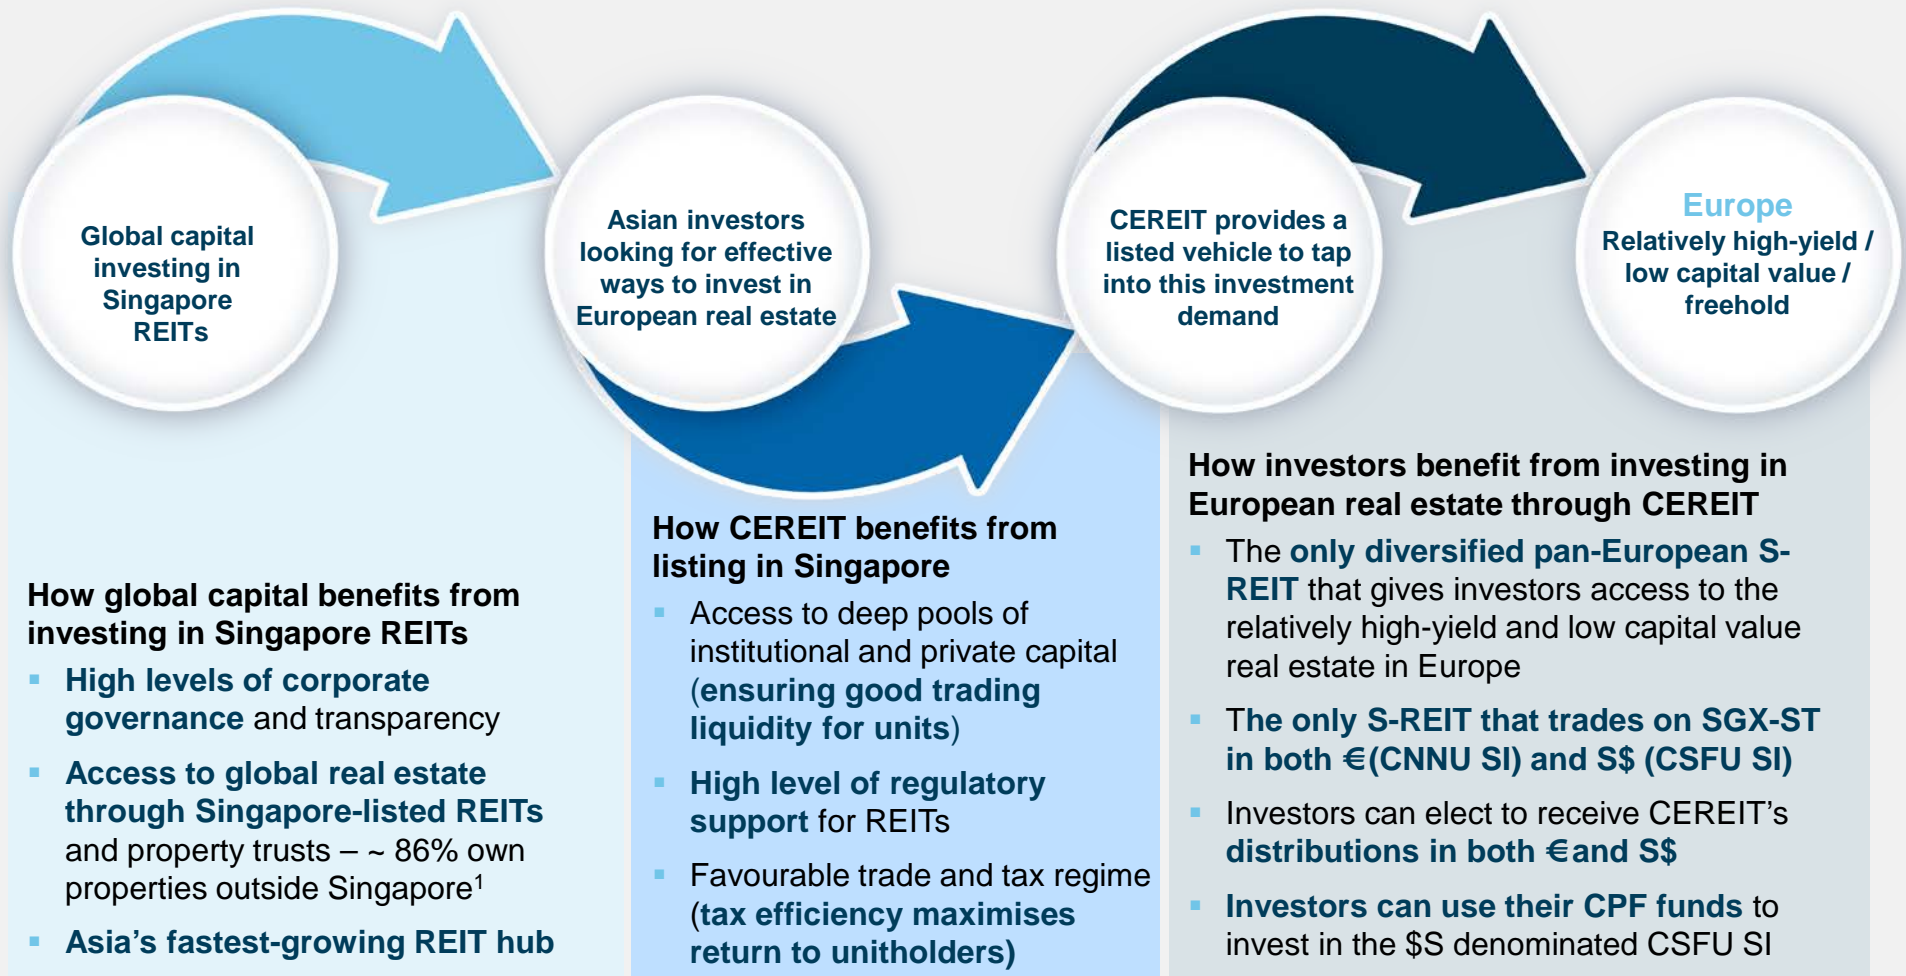 Global capital
investing in
Singapore
REITs
Asian investors
looking for effective
ways to invest in
European real estate
CEREIT provides a
listed vehicle to tap
into this investment
demand
Europe
Relatively high-yield /
low capital value /
freehold
How global capital benefits from
investing in Singapore REITs
▪ High levels of corporate
governance and transparency
▪ Access to global real estate
through Singapore-listed REITs
and property trusts – ~ 86% own
properties outside Singapore¹
▪ Asia’s fastest-growing REIT hub
How CEREIT benefits from
listing in Singapore
▪ Access to deep pools of
institutional and private capital
(ensuring good trading
liquidity for units)
▪ High level of regulatory
support for REITs
▪ Favourable trade and tax regime
(tax efficiency maximises
return to unitholders)
How investors benefit from investing in
European real estate through CEREIT
▪ The only diversified pan-European S-
REIT that gives investors access to the
relatively high-yield and low capital value
real estate in Europe
▪ The only S-REIT that trades on SGX-ST
in both €(CNNU SI) and S$ (CSFU SI)
▪ Investors can elect to receive CEREIT’s
distributions in both €and S$
▪ Investors can use their CPF funds to
invest in the $S denominated CSFU SI